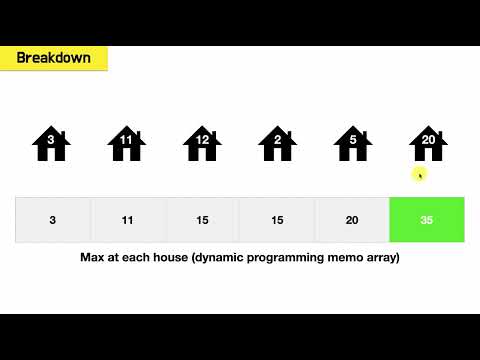 Breakdown
3 11 12 2 5 20
3 11 15 15 20 35
Max at each house (dynamic programming memo array)